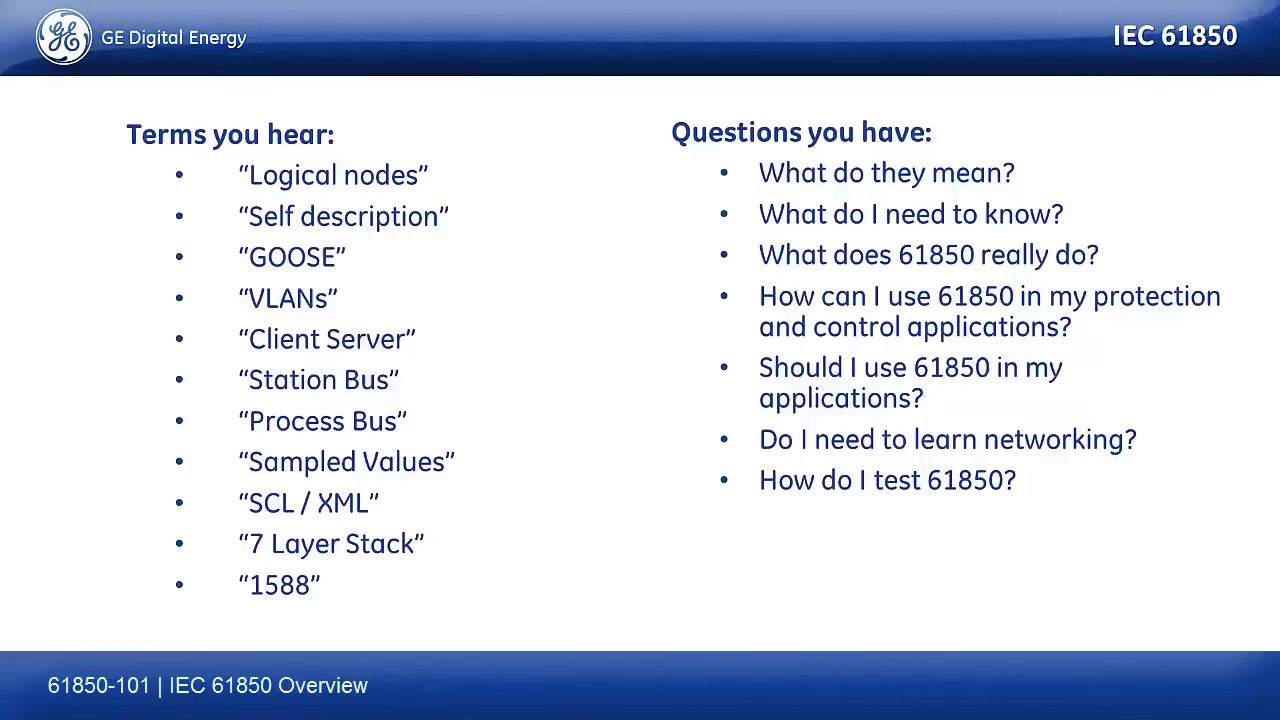 GE Digital Energy
IEC 61850
Terms you hear:
• “Logical nodes”
• “Self description”
• “GOOSE”
• “VLANs”
• “Client Server”
• “Station Bus”
• “Process Bus”
• “Sampled Values”
• “SCL / XML”
• “7 Layer Stack”
• “1588”
Questions you have:
• What do they mean?
• What do I need to know?
• What does 61850 really do?
• How can I use 61850 in my protection
and control applications?
• Should I use 61850 in my
applications?
• Do I need to learn networking?
• How do I test 61850?
61850-101 | IEC 61850 Overview